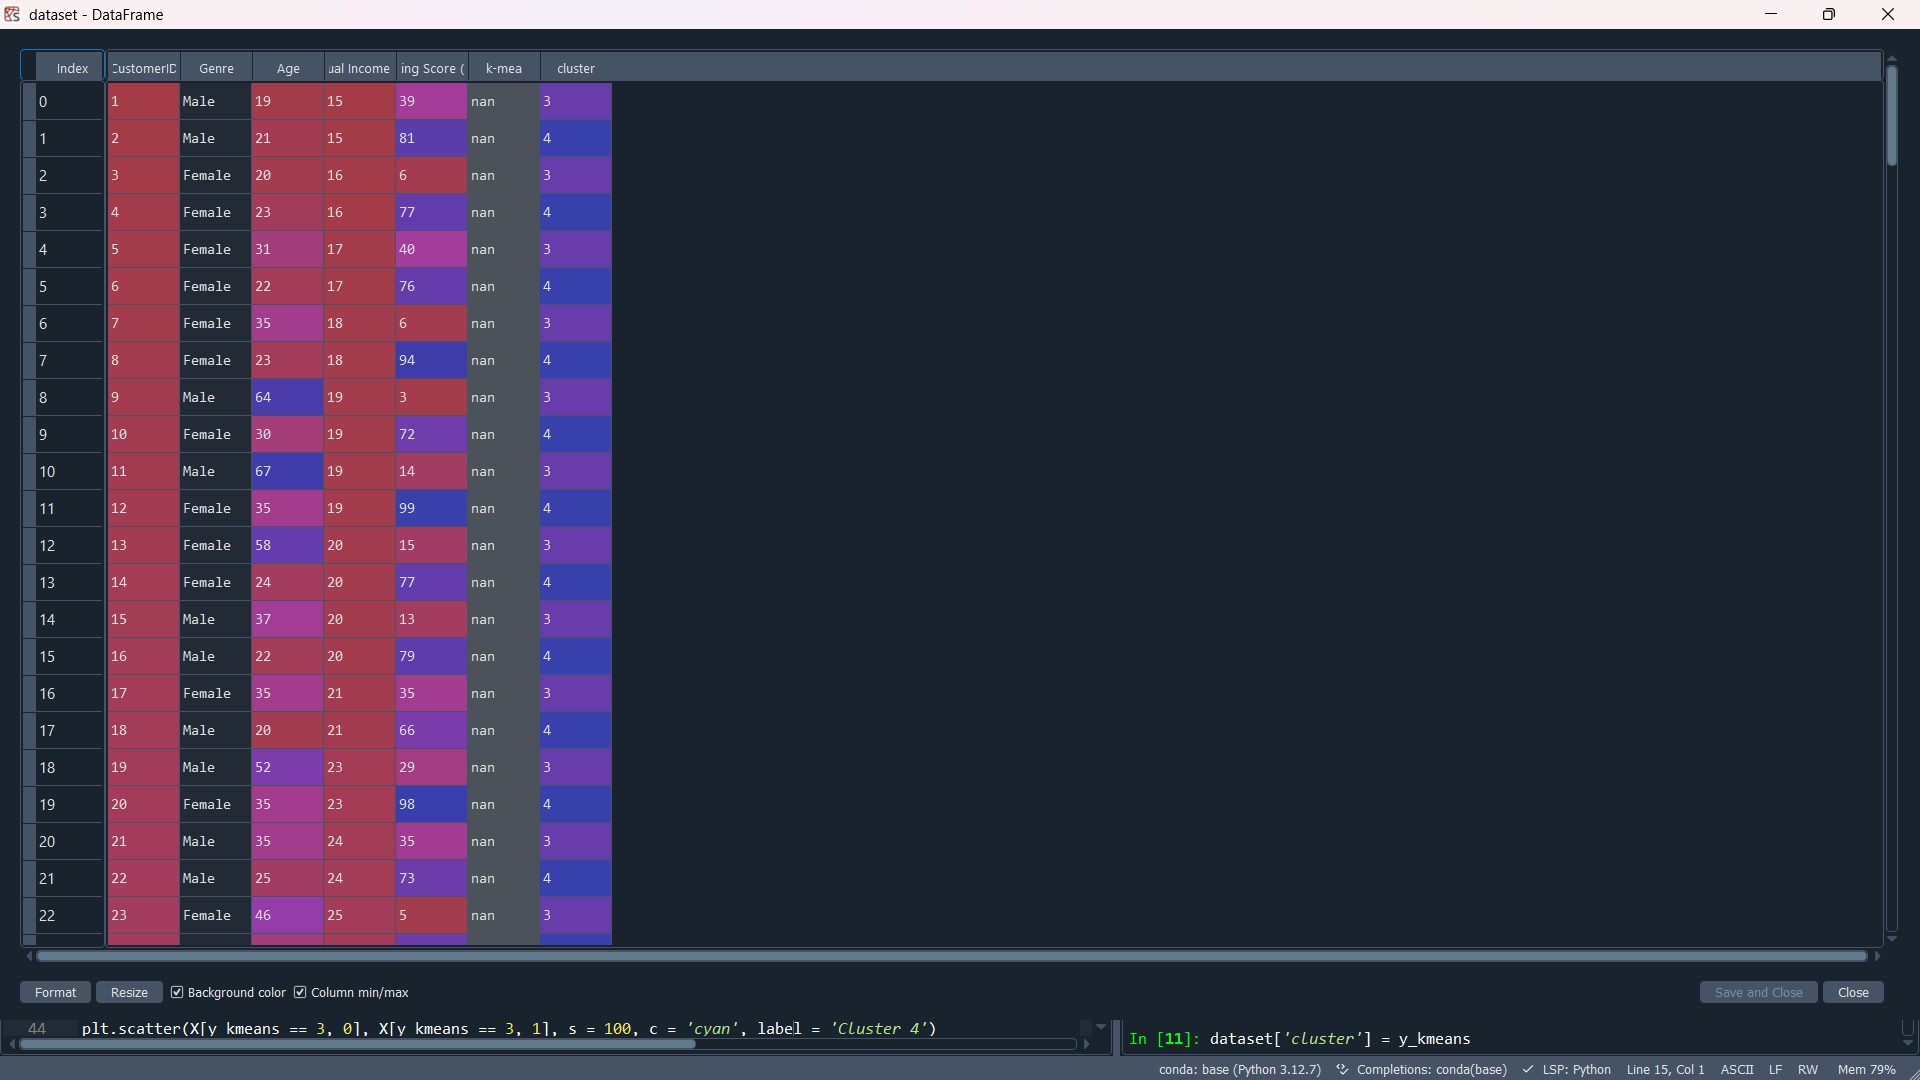 dataset - DataFrame
Index CustomerID Genre Age ual Income ing Score ( k-mea cluster
0 1 Male 19 15 39 nan 3
1 2 Male 21 15 81 nan 4
2 3 Female 20 16 6 nan 3
3 4 Female 23 16 77 nan 4
4 5 Female 31 17 40 nan 3
5 6 Female 22 17 76 nan 4
6 7 Female 35 18 6 nan 3
7 8 Female 23 18 94 nan 4
8 9 Male 64 19 3 nan 3
9 10 Female 30 19 72 nan 4
10 11 Male 67 19 14 nan 3
11 12 Female 35 19 99 nan 4
12 13 Female 58 20 15 nan 3
13 14 Female 24 20 77 nan 4
14 15 Male 37 20 13 nan 3
15 16 Male 22 20 79 nan 4
16 17 Female 35 21 35 nan 3
17 18 Male 20 21 66 nan 4
18 19 Male 52 23 29 nan 3
19 20 Female 35 23 98 nan 4
20 21 Male 35 24 35 nan 3
21 22 Male 25 24 73 nan 4
22 23 Female 46 25 5 nan 3
Format Resize Background color Column min/max Save and Close Close
44 plt.scatter(X[y_kmeans == 3, 0], X[y_kmeans == 3, 1], s = 100, c = 'cyan', label = 'Cluster 4')
In [11]: dataset['cluster'] = y_kmeans
conda: base (Python 3.12.7) Completions: conda(base) LSP: Python Line 15, Col 1 ASCII LF RW Mem 79%